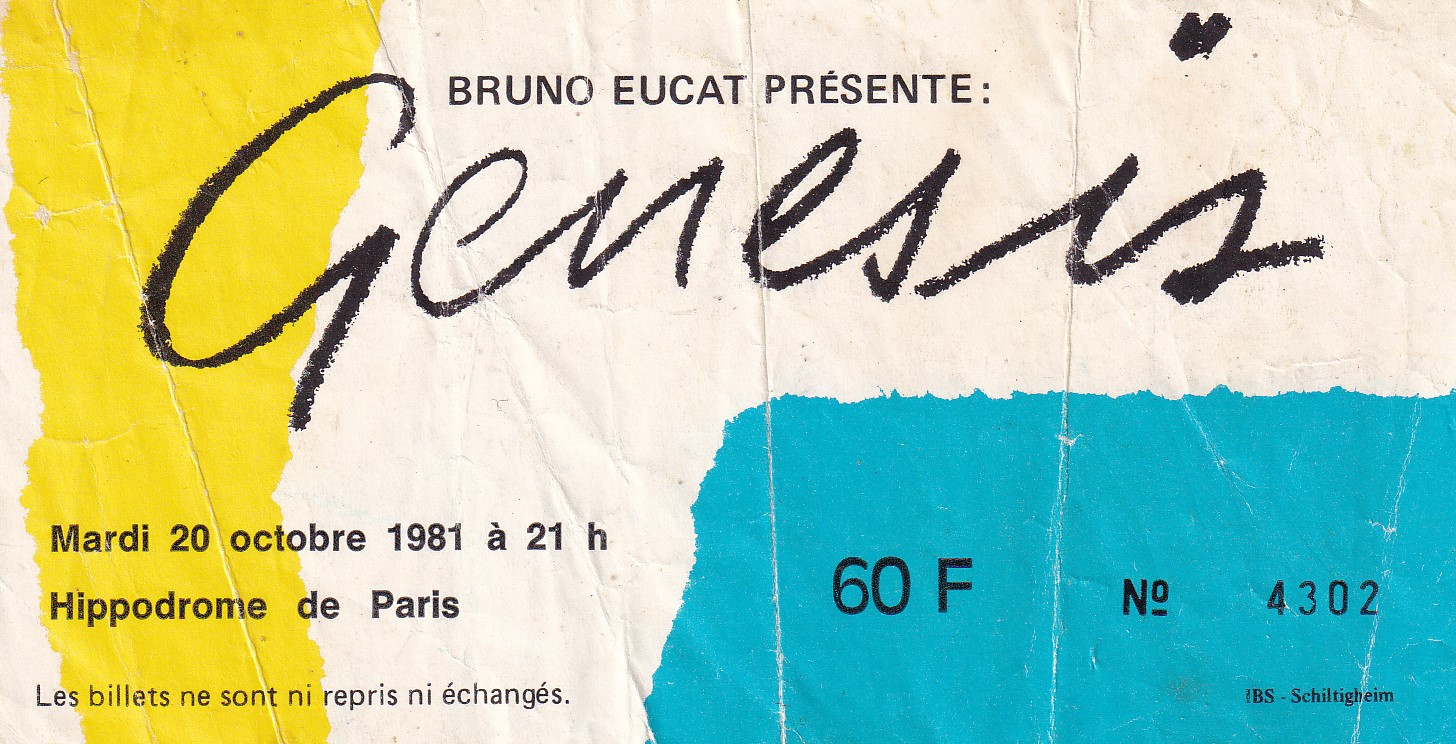 BRUNO EUCAT PRÉSENTE:
Genesis
Mardi 20 octobre 1981 à 21 h
Hippodrome de Paris
Les billets ne sont ni repris ni échangés.
60 F
Nº 4302
IBS - Schiltigheim